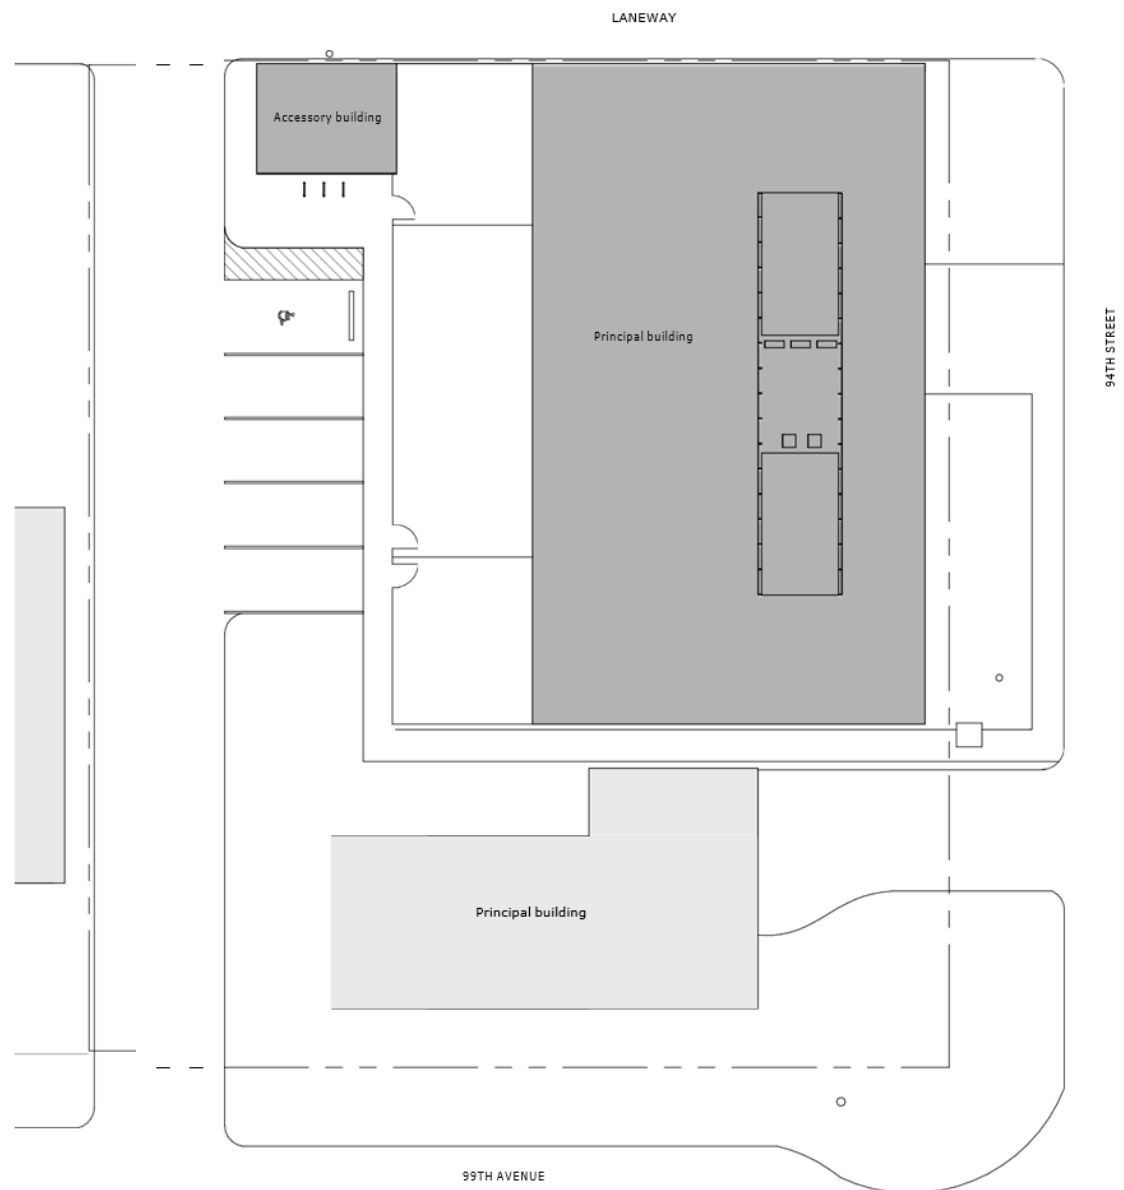 LANEWAY
Accessory building
Principal building
94TH STREET
Principal building
99TH AVENUE